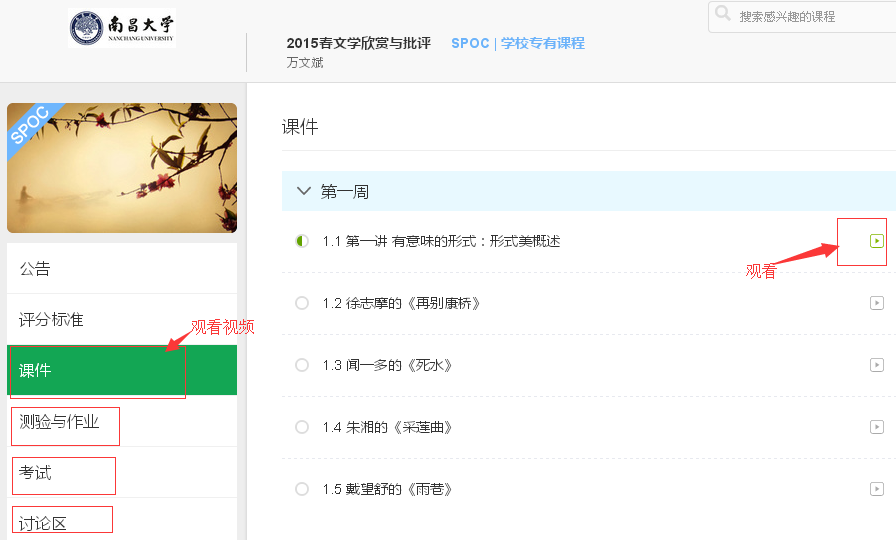 南昌大学
NANCHANG UNIVERSITY
搜索感兴趣的课程
2015春文学欣赏与批评 SPOC | 学校专有课程
万文斌
SPOC
课件
第一周
1.1 第一讲 有意味的形式：形式美概述
观看
1.2 徐志摩的《再别康桥》
1.3 闻一多的《死水》
1.4 朱湘的《采莲曲》
1.5 戴望舒的《雨巷》
公告
评分标准
观看视频
课件
测验与作业
考试
讨论区